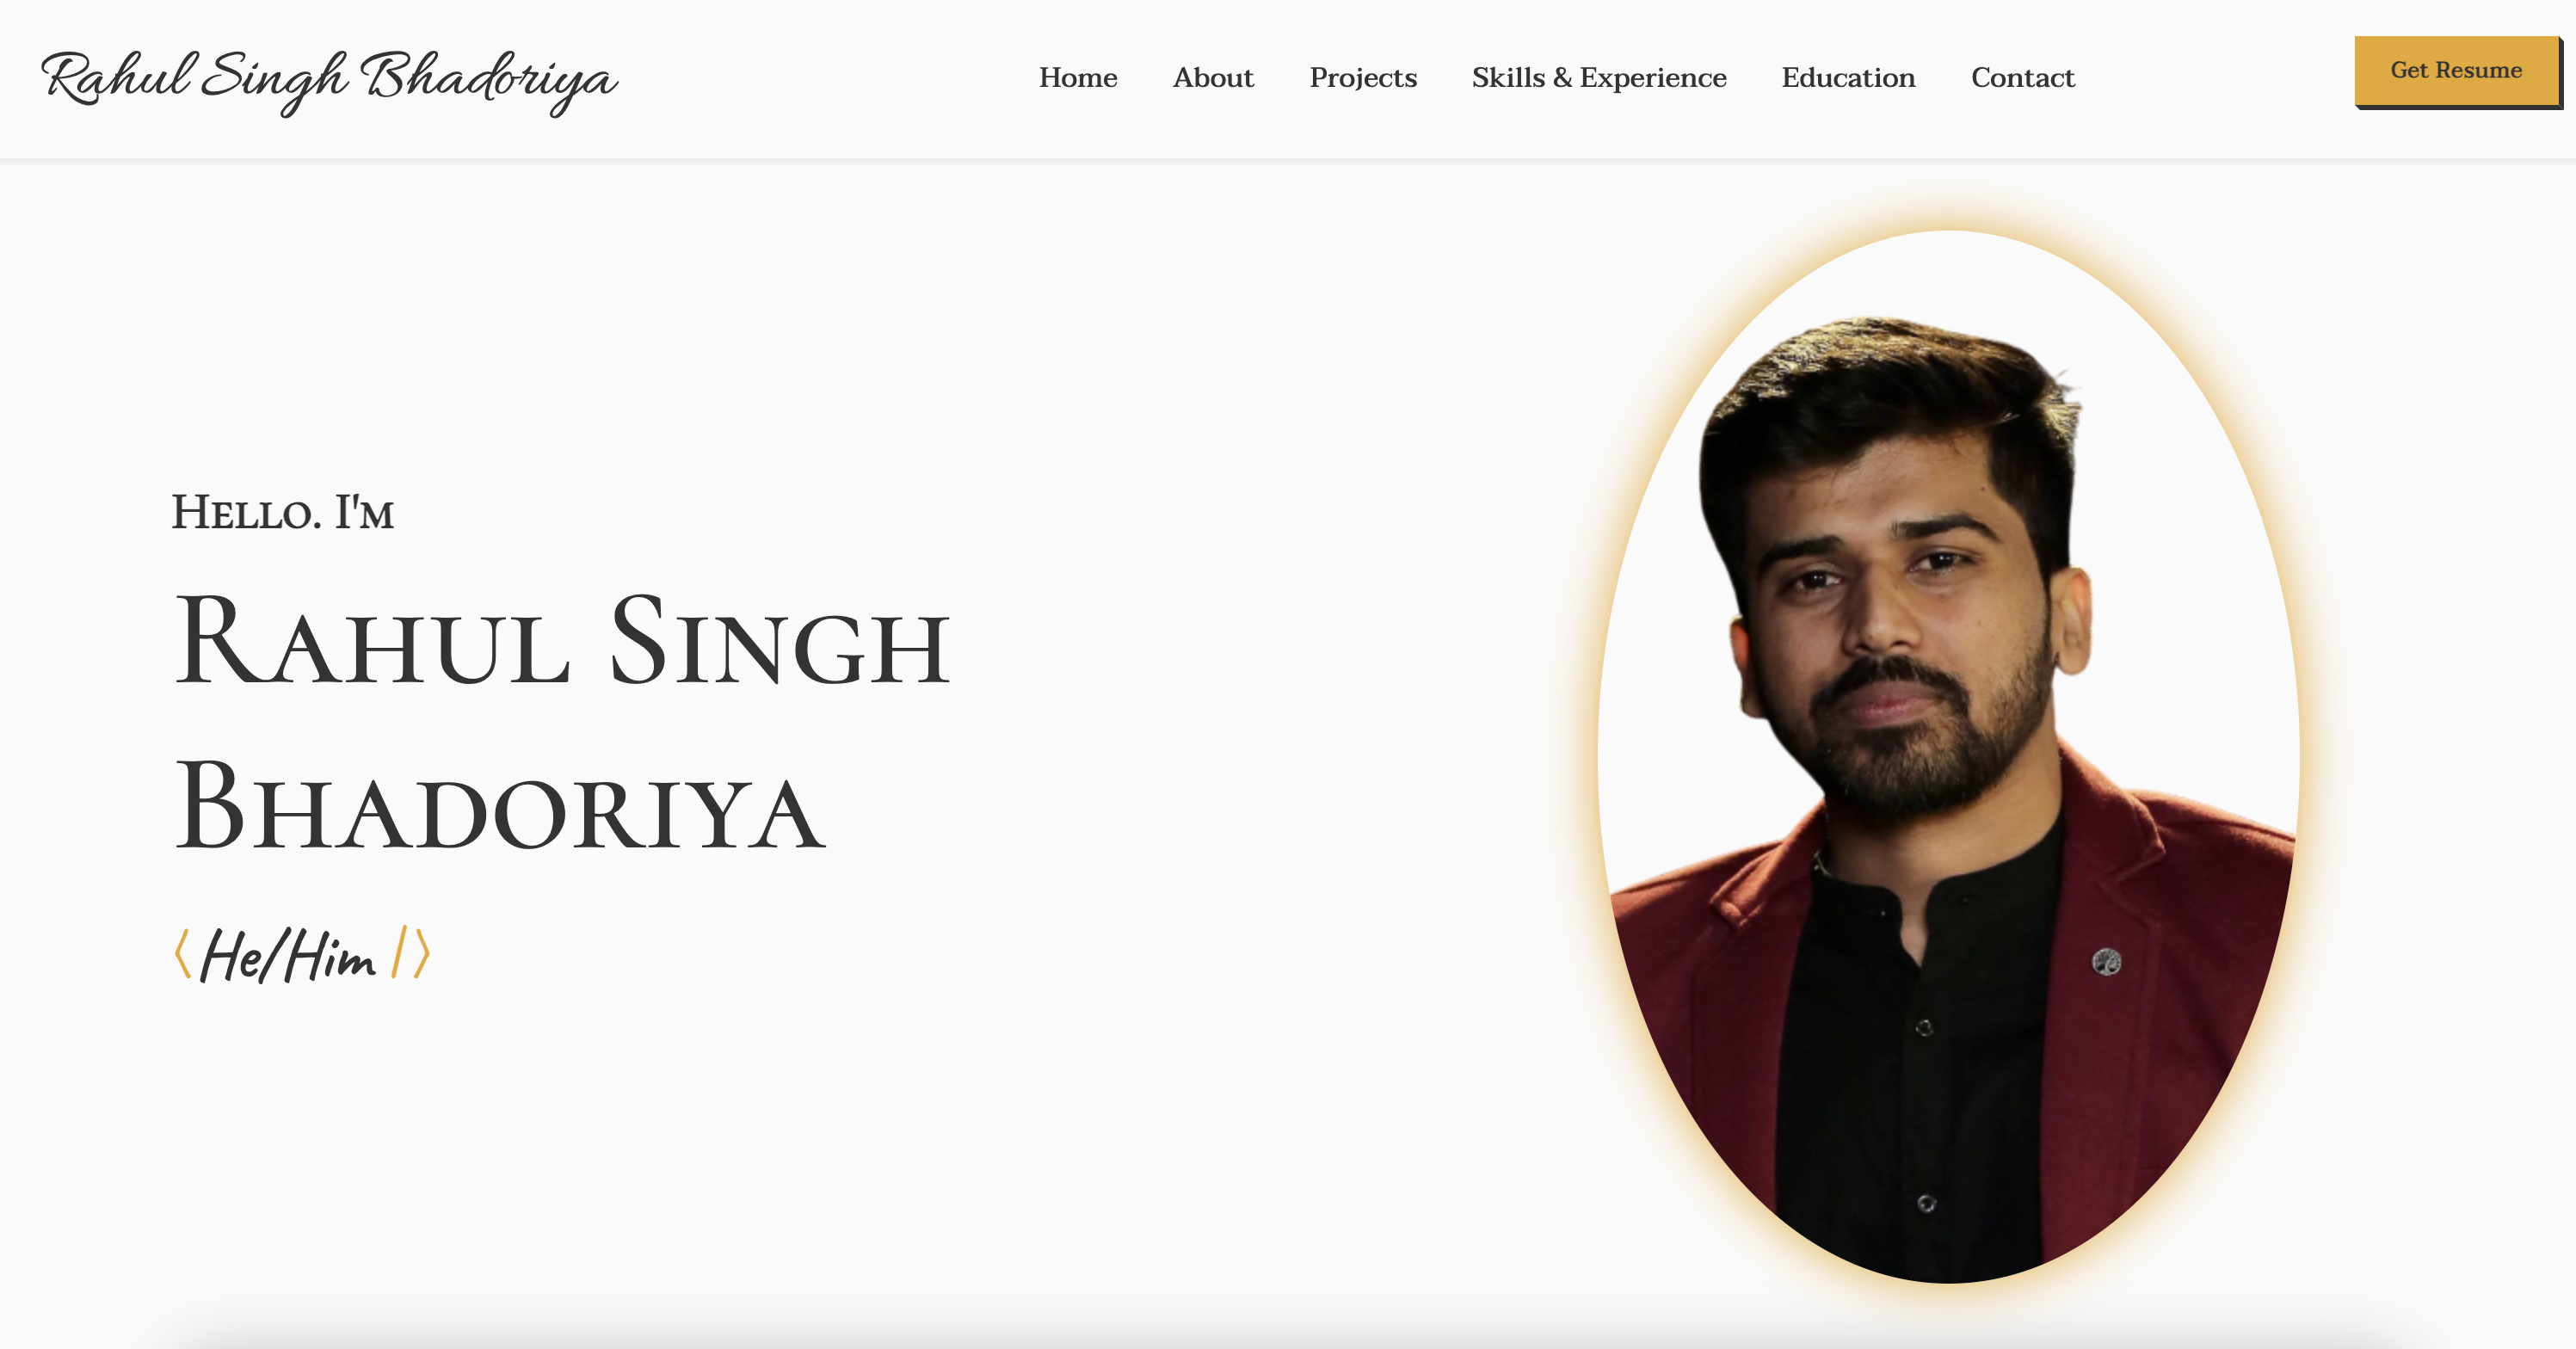 Rahul Singh Bhadoriya
Home About Projects Skills & Experience Education Contact
Get Resume
Hello. I'm
Rahul Singh
Bhadoriya
〈 He/Him /〉